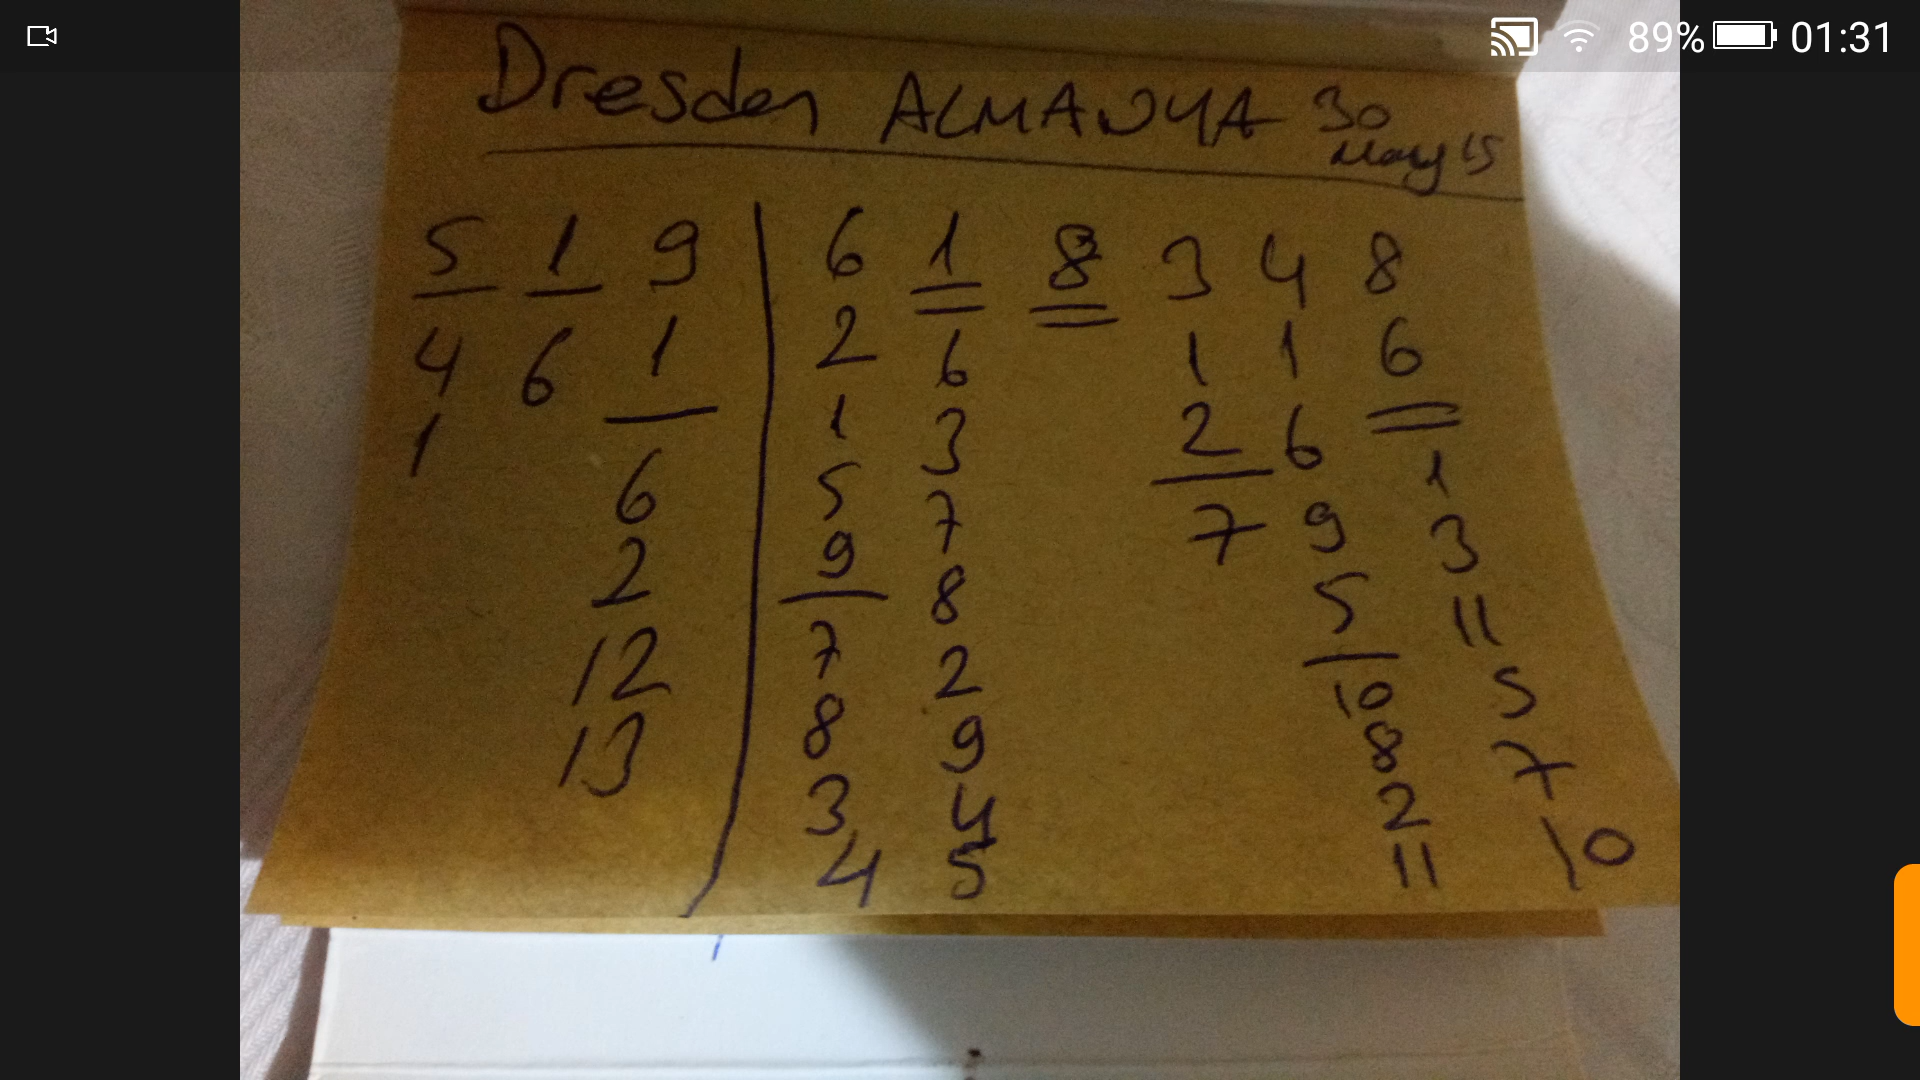 89% 01:31
Dresden ALMANYA 30
May 15
5 1 9 6 1 8 3 4 8
4 6 1 2 6 1 1 6
1 1 3 2 6 1
6 5 7 7 9 3
2 9 8 5 11
12 7 2 10 5
13 8 9 8 7
3 4 2 10
4 5 11